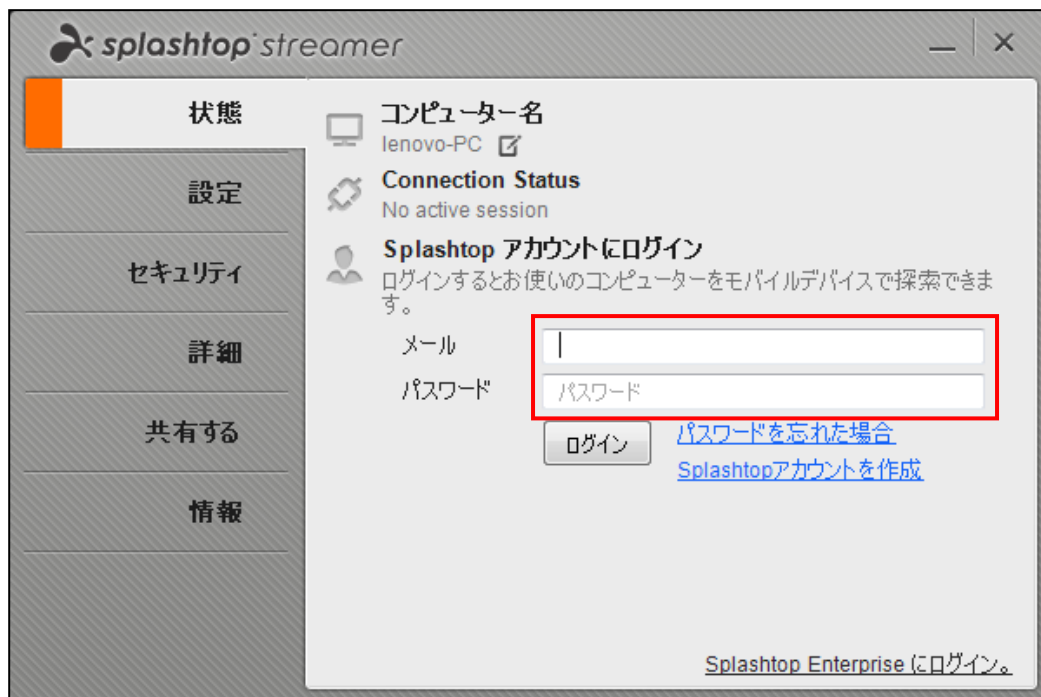 splashtop streamer
状態
設定
セキュリティ
詳細
共有する
情報
コンピューター名
lenovo-PC
Connection Status
No active session
Splashtop アカウントにログイン
ログインするとお使いのコンピューターをモバイルデバイスで探索できま
す。
メール
パスワード パスワード
ログイン パスワードを忘れた場合
Splashtopアカウントを作成
Splashtop Enterprise にログイン。